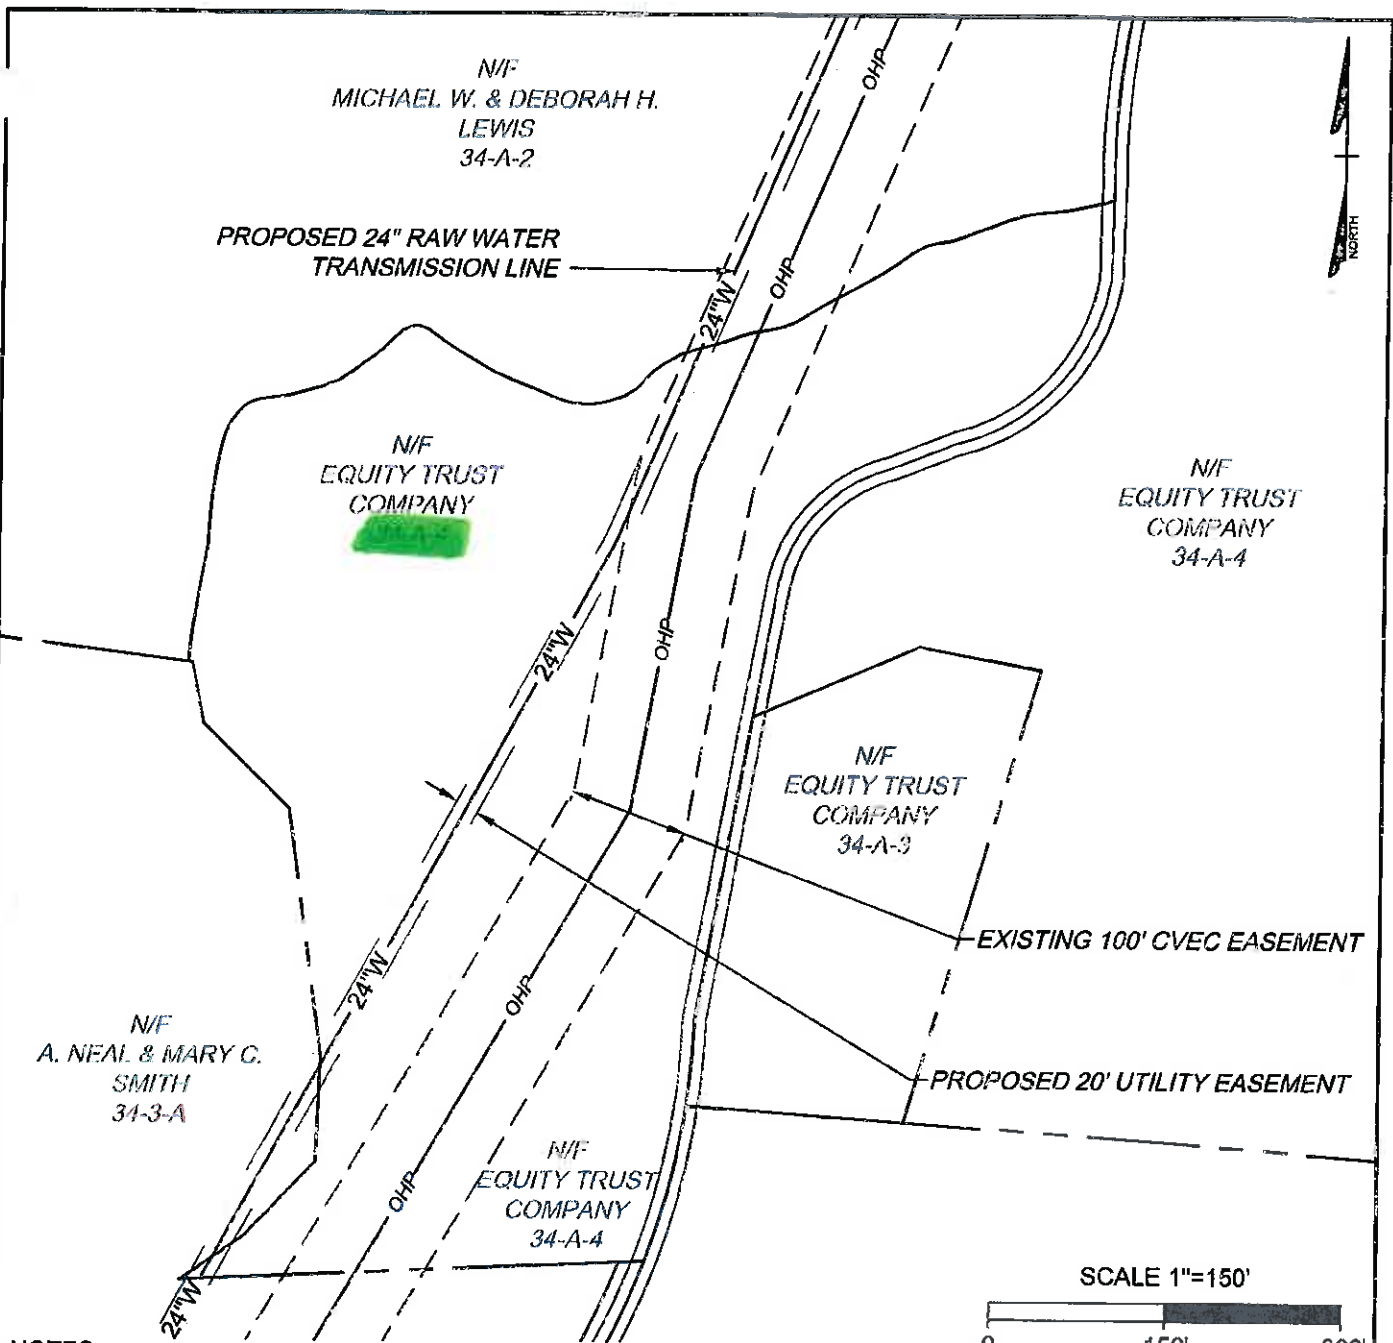 N/F
MICHAEL W. & DEBORAH H.
LEWIS
34-A-2
OHP
NORTH
PROPOSED 24" RAW WATER
TRANSMISSION LINE
OHP
24"W
N/F
EQUITY TRUST
COMPANY
N/F
EQUITY TRUST
COMPANY
34-A-4
24"W
OHP
N/F
EQUITY TRUST
COMPANY
34-A-3
EXISTING 100' CVEC EASEMENT
24"W
OHP
N/F
A. NEAL & MARY C.
SMITH
34-3-A
PROPOSED 20' UTILITY EASEMENT
N/F
EQUITY TRUST
COMPANY
34-A-4
OHP
24"W
SCALE 1"=150'
0 150' 300'